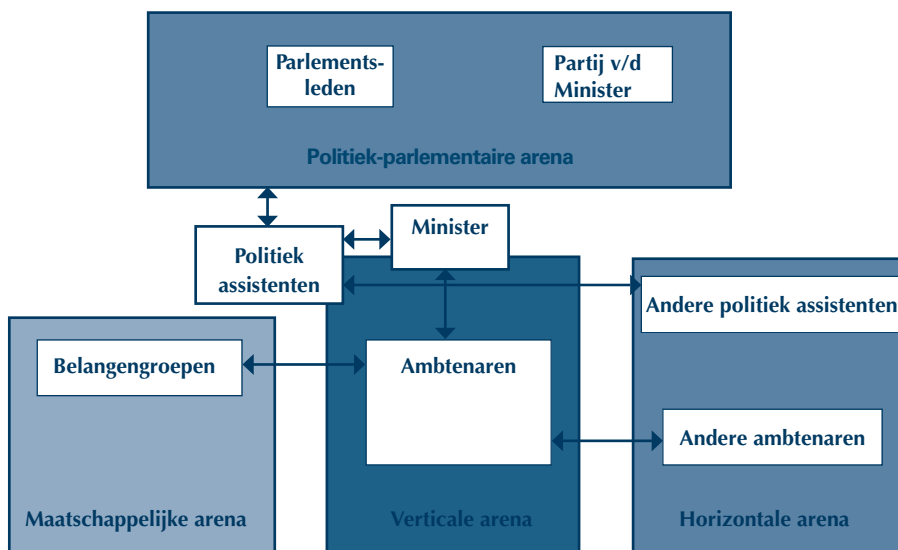 Parlements-
leden
Partij v/d
Minister
Politiek-parlementaire arena
Minister
Politiek
assistenten
Andere politiek assistenten
Belangengroepen
Ambtenaren
Andere ambtenaren
Maatschappelijke arena
Verticale arena
Horizontale arena